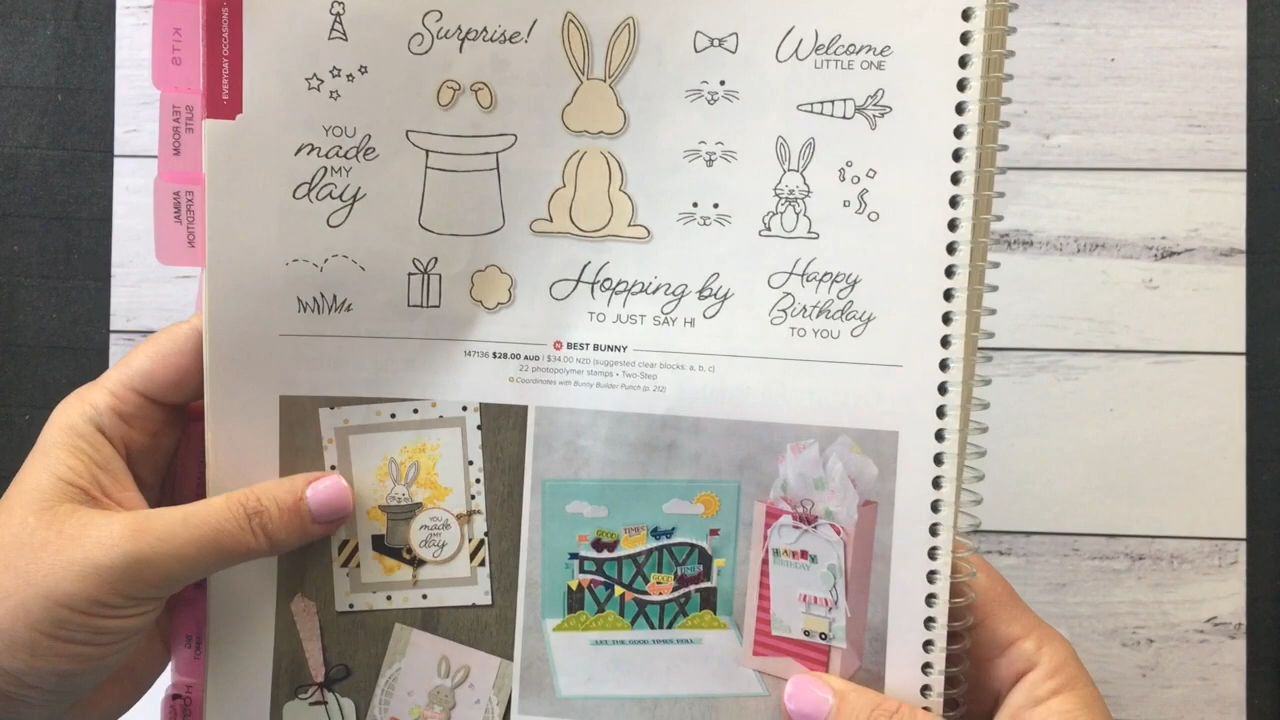 KITS
SUITE
TEA ROOM
EXPEDITION
ANIMAL
• EVERYDAY OCCASIONS •
Surprise!
Welcome
LITTLE ONE
YOU
made
MY
day
Hopping by
TO JUST SAY HI
Happy
Birthday
TO YOU
N BEST BUNNY
147136 $28.00 AUD | $34.00 NZD (suggested clear blocks: a, b, c)
22 photopolymer stamps • Two-Step
Coordinates with Bunny Builder Punch (p. 212)
YOU
made
MY
day
GOOD TIMES
GOOD TIMES
LET THE GOOD TIMES ROLL
HAPPY
BIRTHDAY